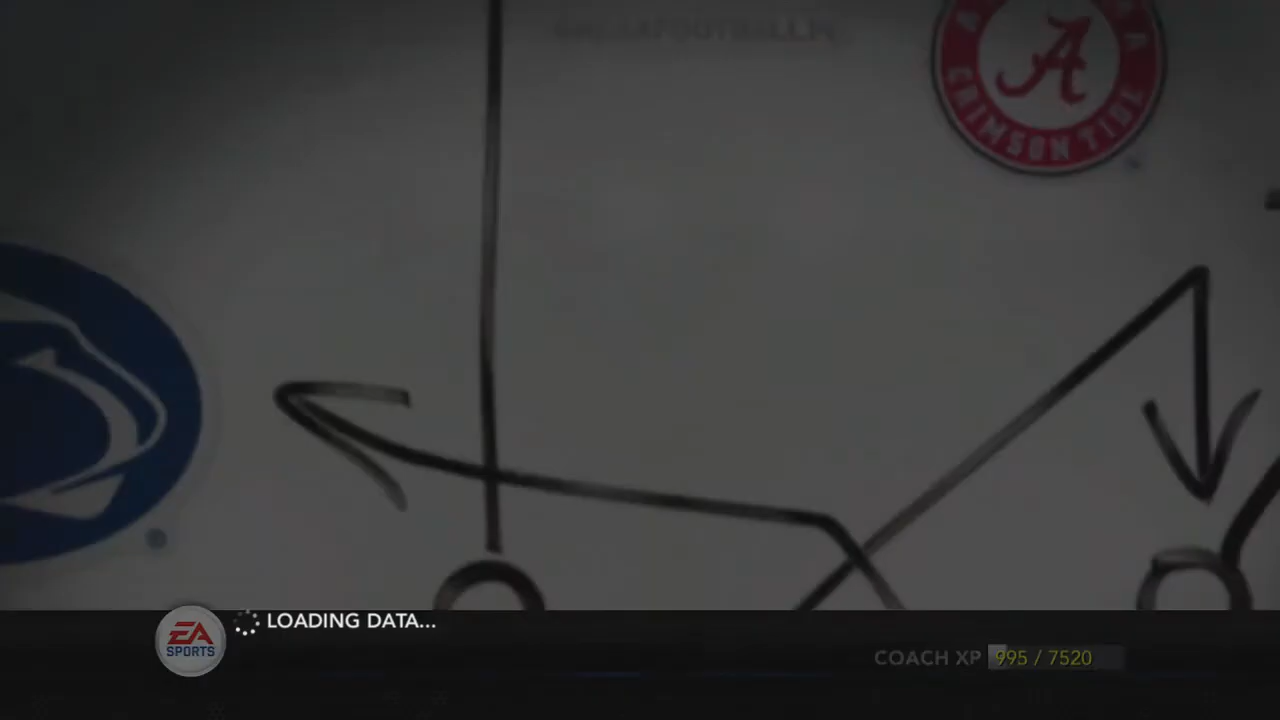 A
CRIMSON TIDE
EA
SPORTS
LOADING DATA...
COACH XP 995 / 7520